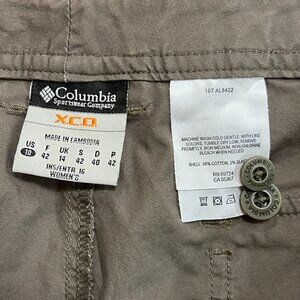 Columbia
Sportswear Company
XCO
MADE IN CAMBODIA
US F UK S D P
42 14 42 40 42
INS/ENTR 16
WOMEN'S
107 AL8422
MACHINE WASH COLD GENTLE, WITH LIKE
COLORS, TUMBLE DRY LOW, REMOVE
PROMPTLY, IRON MEDIUM, NON-CHLORINE
BLEACH WHEN NEEDED
SHELL: 98% COTTON, 2%
RN 69724
CA 05367
COLUMBIA
COLUMBIA